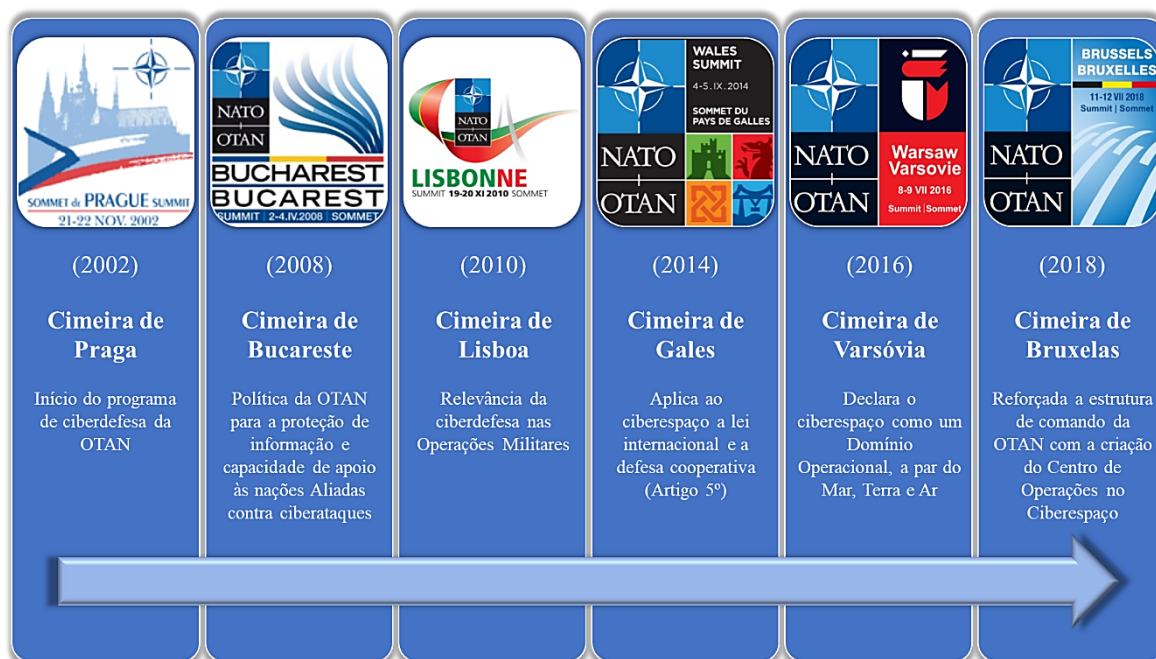 SOMMET de PRAGUE SUMMIT
21-22 NOV. 2002
(2002)
Cimeira de
Praga
Início do programa
de ciberdefesa da
OTAN
NATO
OTAN
BUCHAREST
BUCAREST
SUMMIT | 2-4.IV.2008 | SOMMET
(2008)
Cimeira de
Bucareste
Política da OTAN
para a proteção de
informação e
capacidade de apoio
às nações Aliadas
contra ciberataques
NATO
OTAN
LISBONNE
SUMMIT 19-20 XI 2010 SOMMET
(2010)
Cimeira de
Lisboa
Relevância da
ciberdefesa nas
Operações Militares
WALES
SUMMIT
4-5.IX.2014
SOMMET DU
PAYS DE GALLES
NATO
OTAN
(2014)
Cimeira de
Gales
Aplica ao
ciberespaço a lei
internacional e a
defesa cooperativa
(Artigo 5º)
NATO
OTAN
Warsaw
Varsovie
8-9 VII 2016
Summit | Sommet
(2016)
Cimeira de
Varsóvia
Declara o
ciberespaço como um
Domínio
Operacional, a par do
Mar, Terra e Ar
BRUSSELS
BRUXELLES
11-12 VII 2018
Summit | Sommet
NATO
OTAN
(2018)
Cimeira de
Bruxelas
Reforçada a estrutura
de comando da
OTAN com a criação
do Centro de
Operações no
Ciberespaço